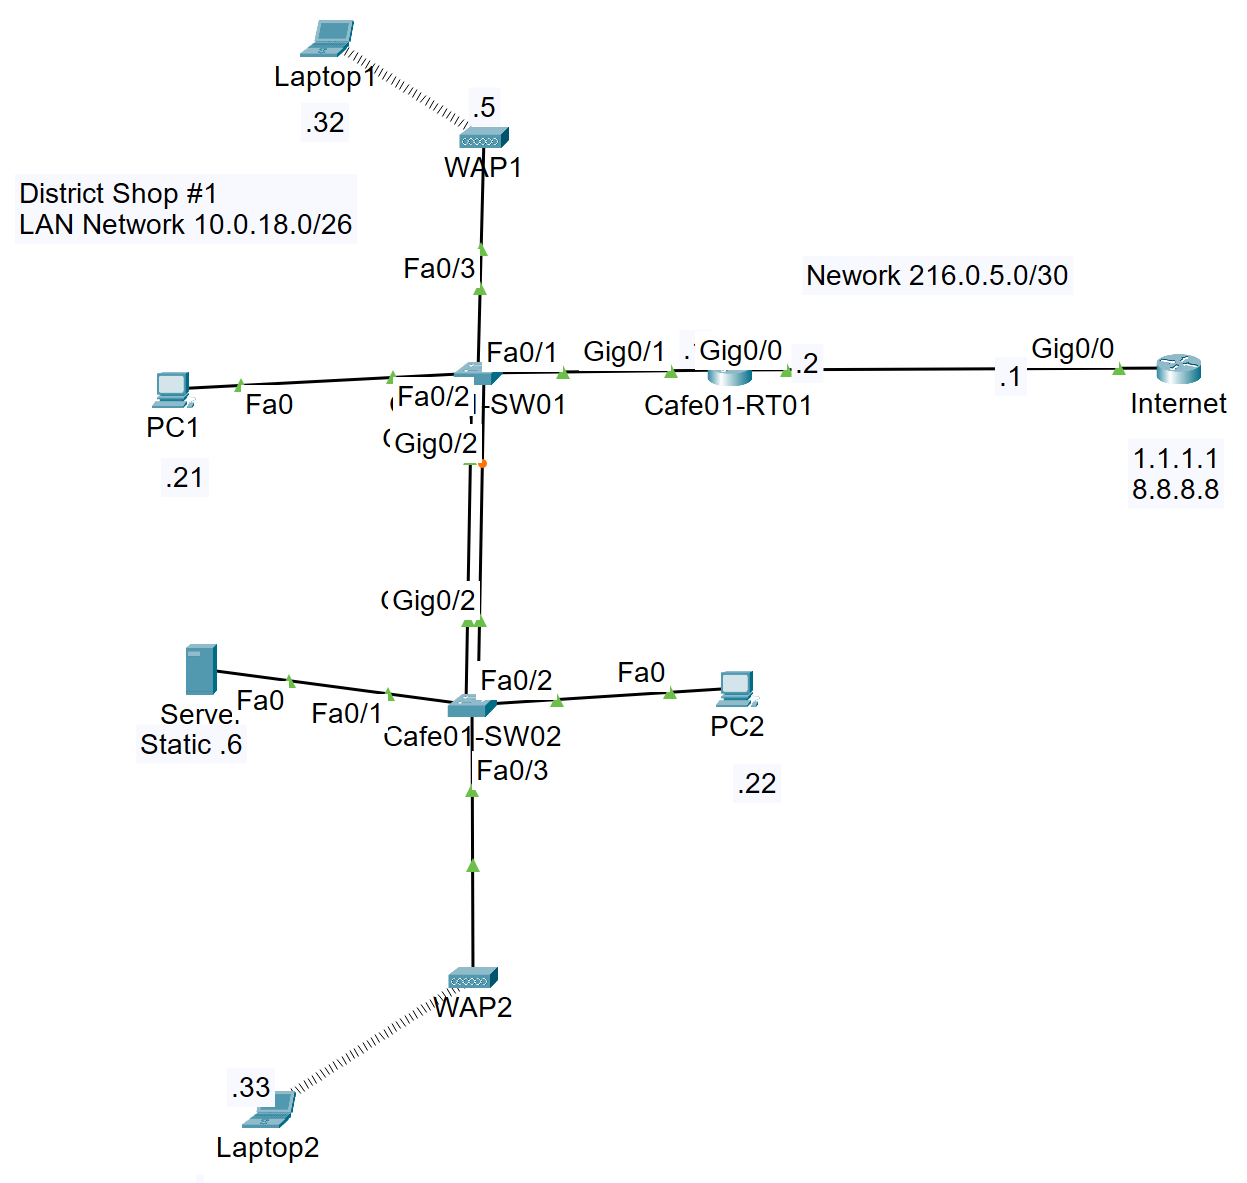 Laptop1
.32
.5
WAP1
District Shop #1
LAN Network 10.0.18.0/26
Fa0/3
Nework 216.0.5.0/30
Fa0/1
Gig0/1
Gig0/0
.2
.1
Gig0/0
Fa0
Fa0/2
-SW01
Cafe01-RT01
Internet
PC1
Gig0/2
1.1.1.1
8.8.8.8
.21
Gig0/2
Fa0/2
Fa0
Fa0
Fa0/1
Static .6
Cafe01-SW02
PC2
Fa0/3
.22
WAP2
.33
Laptop2